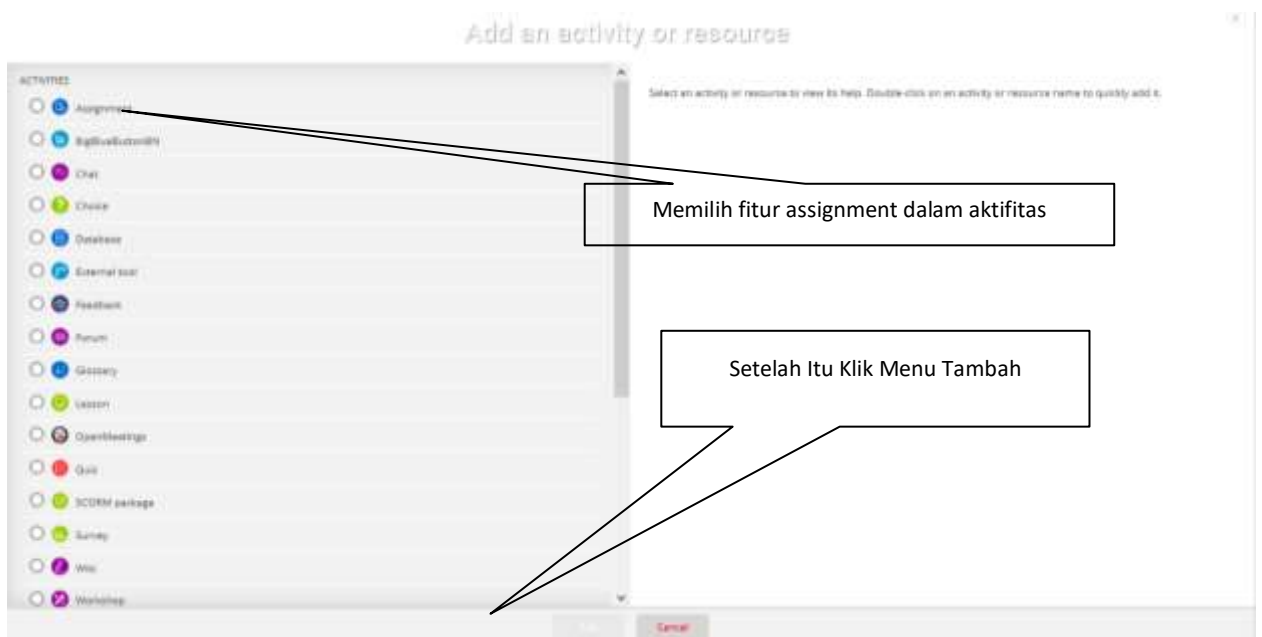 Add an activity or resource
ACTIVITIES
Assignment
Select an activity or resource to view its help. Double-click on an activity or resource name to quickly add it.
BigBlueButtonBN
Chat
Choice
Memilih fitur assignment dalam aktifitas
Database
External tool
Feedback
Forum
Glossary
Setelah Itu Klik Menu Tambah
Lesson
OpenMeetings
Quiz
SCORM package
Survey
Wiki
Workshop
Cancel